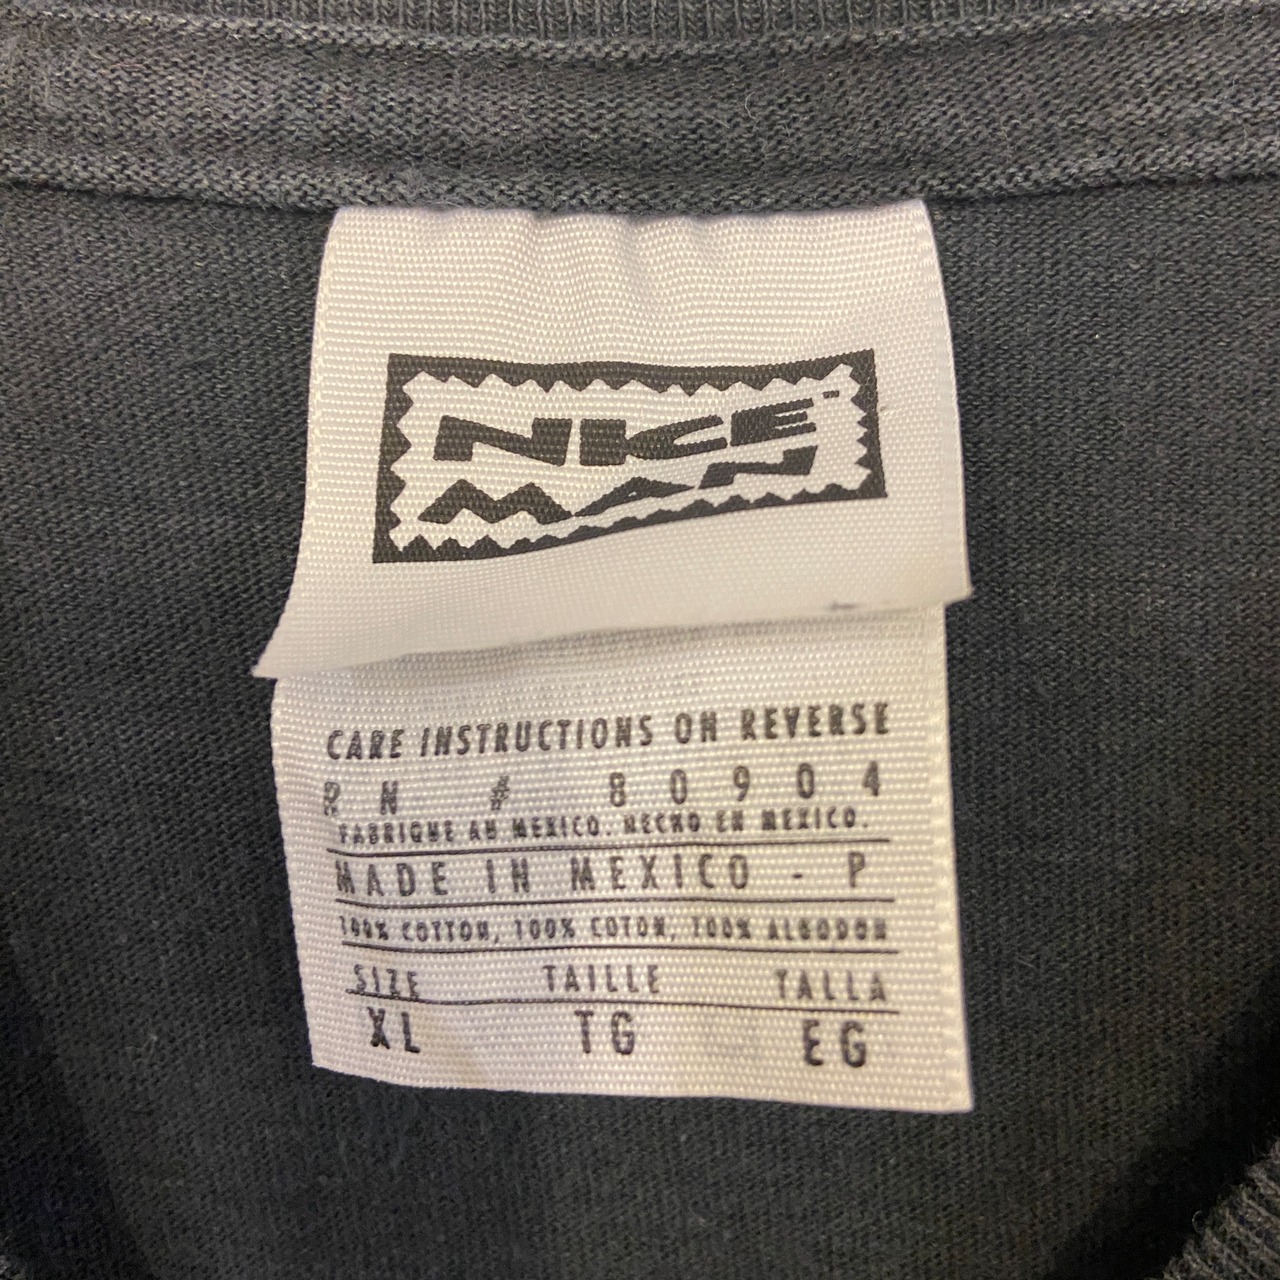 NKE™
MAN
CARE INSTRUCTIONS ON REVERSE
RN # 80904
FABRIQUE AU MEXICO. HECHO EN MEXICO.
MADE IN MEXICO - P
100% COTTON, 100% COTON, 100% ALGODON
SIZE TAILLE TALLA
XL TG EG